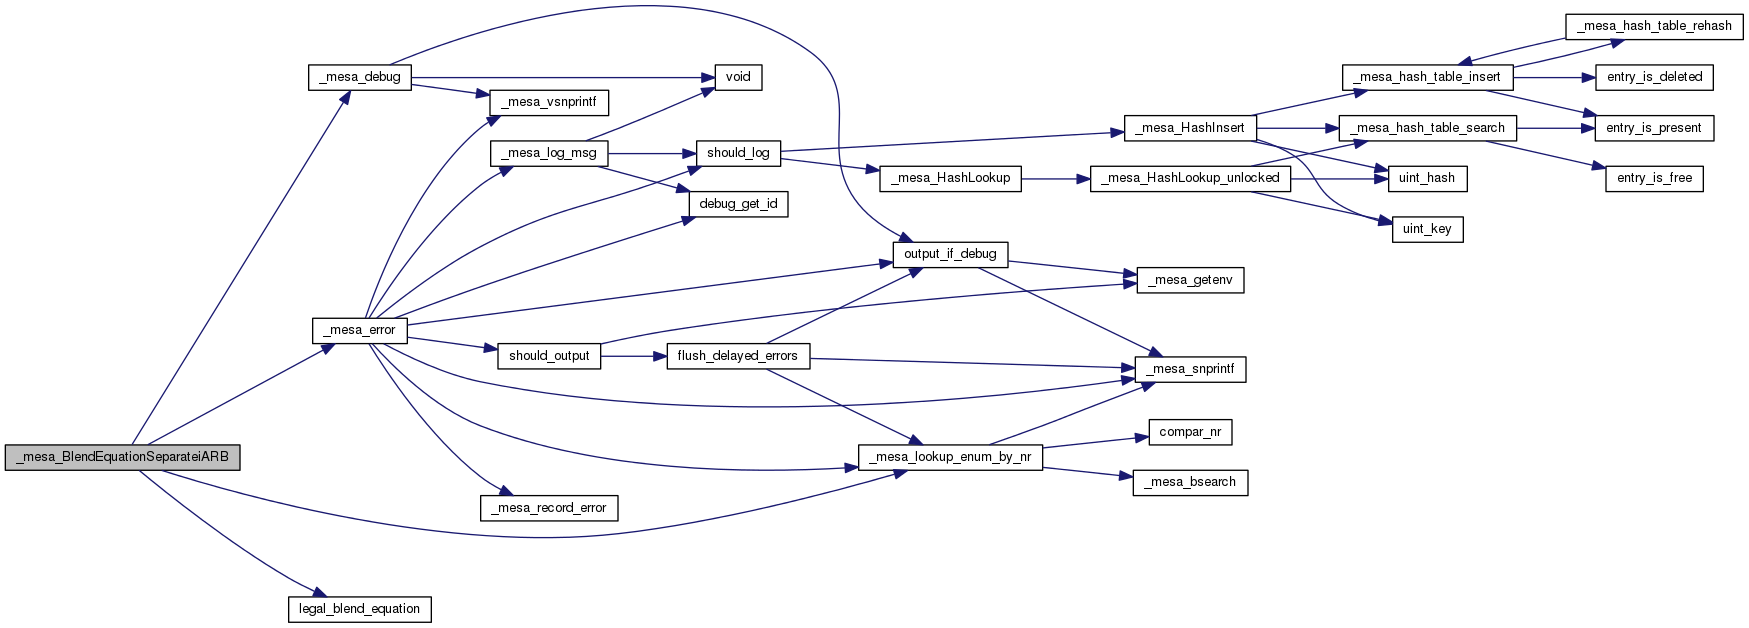 _mesa_hash_table_rehash
_mesa_debug
void
_mesa_hash_table_insert
entry_is_deleted
_mesa_vsnprintf
_mesa_HashInsert
_mesa_hash_table_search
entry_is_present
_mesa_log_msg
should_log
_mesa_HashLookup
_mesa_HashLookup_unlocked
uint_hash
entry_is_free
debug_get_id
uint_key
output_if_debug
_mesa_getenv
_mesa_error
should_output
flush_delayed_errors
_mesa_snprintf
compar_nr
_mesa_BlendEquationSeparateiARB
_mesa_lookup_enum_by_nr
_mesa_bsearch
_mesa_record_error
legal_blend_equation